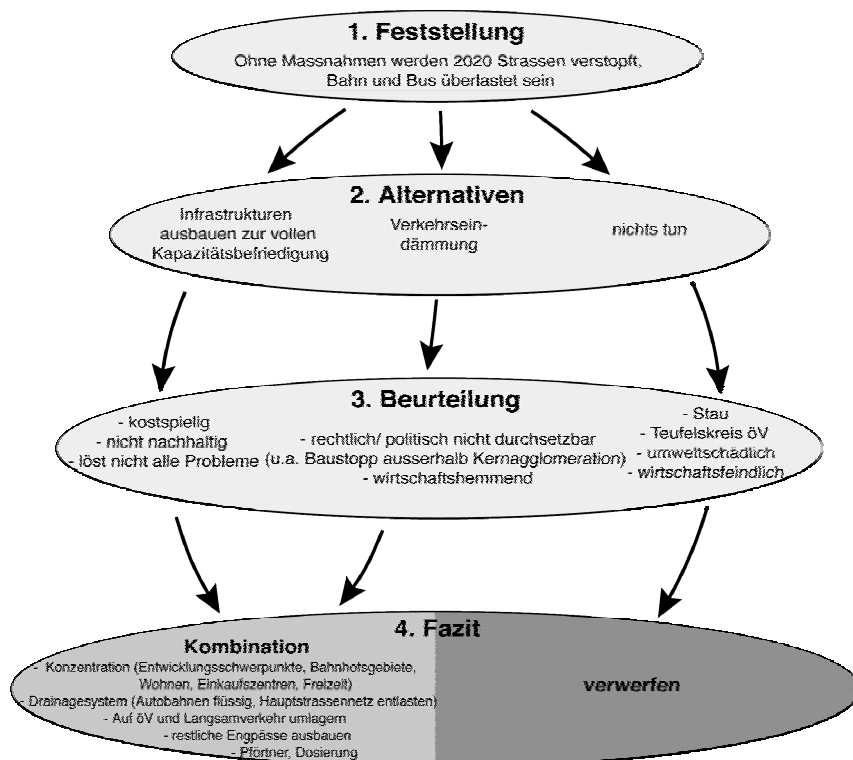 1. Feststellung
Ohne Massnahmen werden 2020 Strassen verstopft,
Bahn und Bus überlastet sein
2. Alternativen
Infrastrukturen
ausbauen zur vollen
Kapazitätsbefriedigung
Verkehrsein-
dämmung
nichts tun
3. Beurteilung
- kostspielig
- nicht nachhaltig
- löst nicht alle Probleme
- rechtlich/ politisch nicht durchsetzbar
(u.a. Baustopp ausserhalb Kernagglomeration)
- wirtschaftshemmend
- Stau
- Teufelskreis öV
- umweltschädlich
- wirtschaftsfeindlich
4. Fazit
Kombination
- Konzentration (Entwicklungsschwerpunkte, Bahnhofsgebiete,
Wohnen, Einkaufszentren, Freizeit)
- Drainagesystem (Autobahnen flüssig, Hauptstrassennetz entlasten)
- Auf öV und Langsamverkehr umlagern
- restliche Engpässe ausbauen
- Pförtner, Dosierung
verwerfen